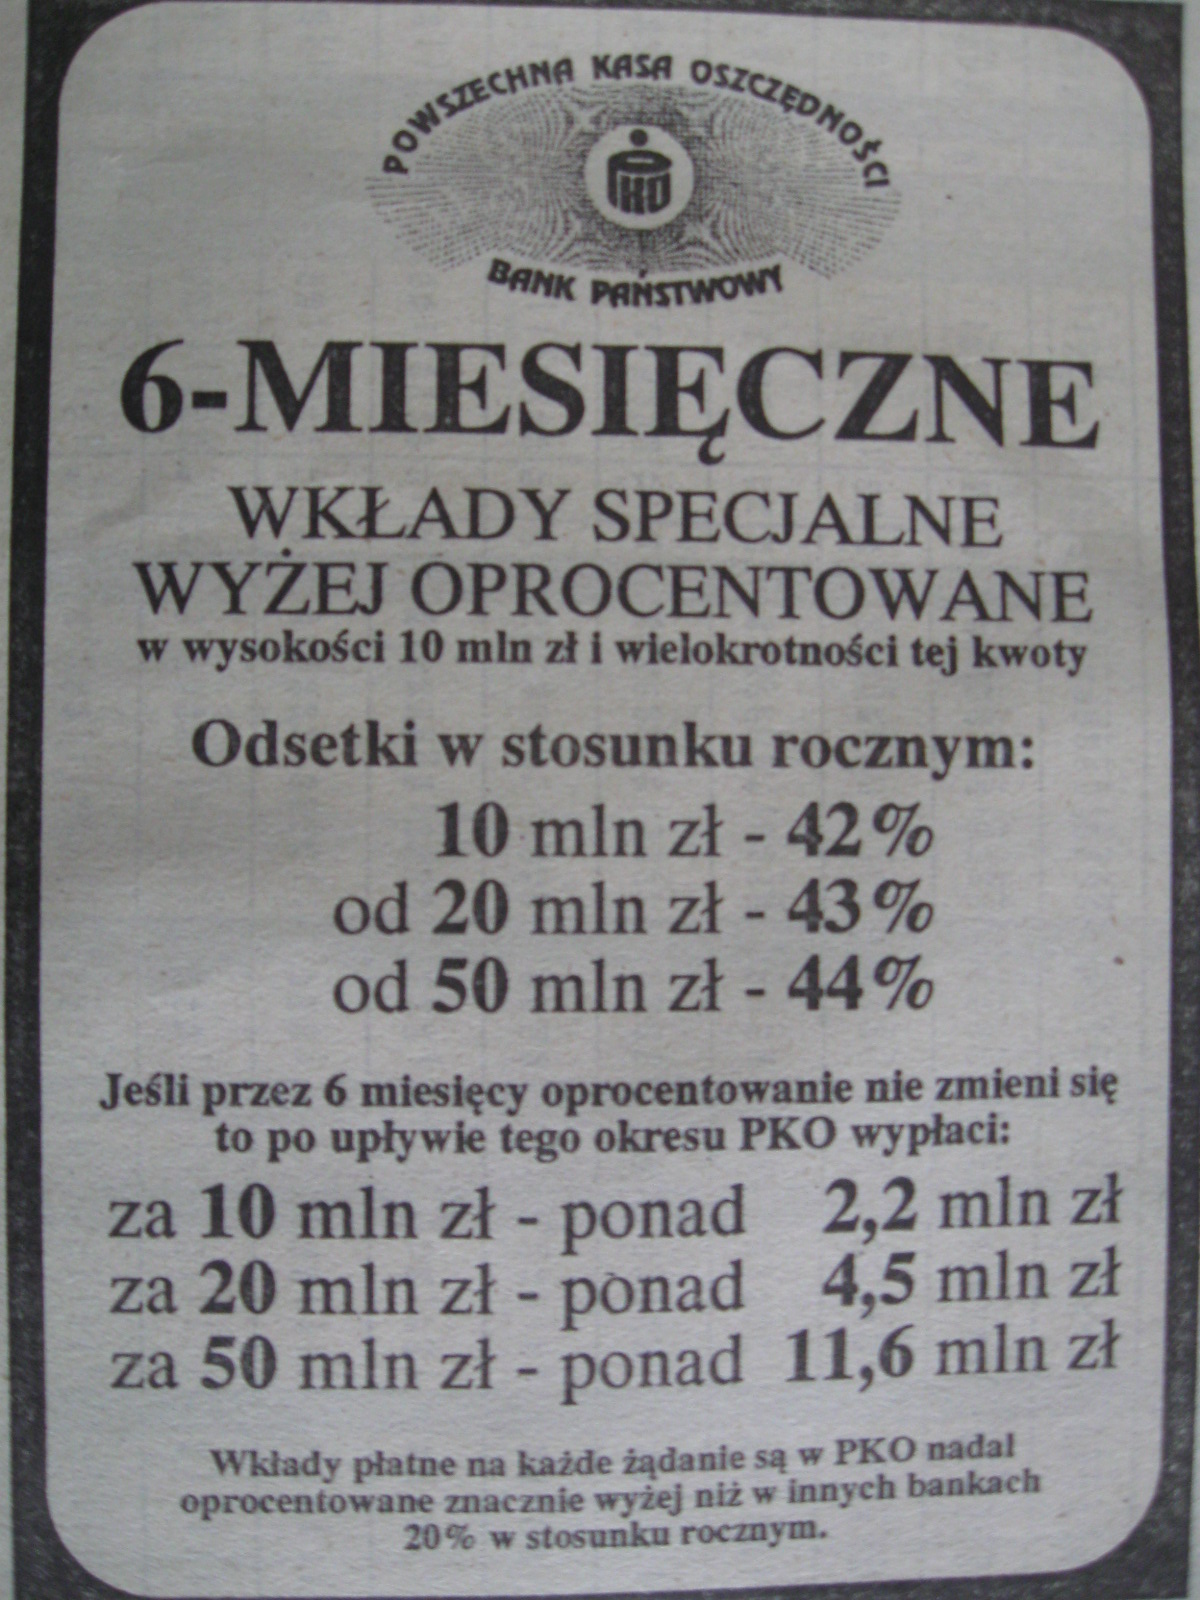 POWSZECHNA KASA OSZCZĘDNOŚCI
PKO
BANK PAŃSTWOWY
6-MIESIĘCZNE
WKŁADY SPECJALNE
WYŻEJ OPROCENTOWANE
w wysokości 10 mln zł i wielokrotności tej kwoty
Odsetki w stosunku rocznym:
10 mln zł - 42%
od 20 mln zł - 43%
od 50 mln zł - 44%
Jeśli przez 6 miesięcy oprocentowanie nie zmieni się
to po upływie tego okresu PKO wypłaci:
za 10 mln zł - ponad 2,2 mln zł
za 20 mln zł - ponad 4,5 mln zł
za 50 mln zł - ponad 11,6 mln zł
Wkłady płatne na każde żądanie są w PKO nadal
oprocentowane znacznie wyżej niż w innych bankach
20% w stosunku rocznym.